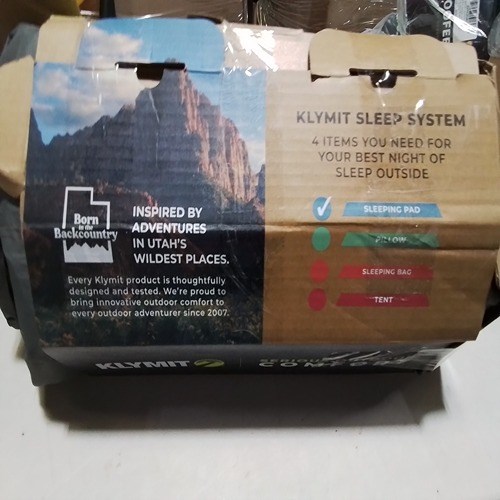 KLYMIT SLEEP SYSTEM
4 ITEMS YOU NEED FOR
YOUR BEST NIGHT OF
SLEEP OUTSIDE
SLEEPING PAD
PILLOW
SLEEPING BAG
TENT
Born
in the
Backcountry
INSPIRED BY
ADVENTURES
IN UTAH'S
WILDEST PLACES.
Every Klymit product is thoughtfully
designed and tested. We're proud to
bring innovative outdoor comfort to
every outdoor adventurer since 2007.
KLYMIT